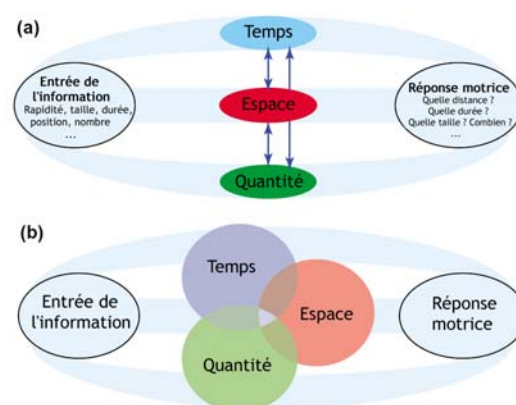 (a)
Temps
Entrée de
l'information
Rapidité, taille, durée,
position, nombre
...
Espace
Réponse motrice
Quelle distance ?
Quelle durée ?
Quelle taille ? Combien ?
...
Quantité
(b)
Temps
Entrée de
l'information
Espace
Réponse
motrice
Quantité